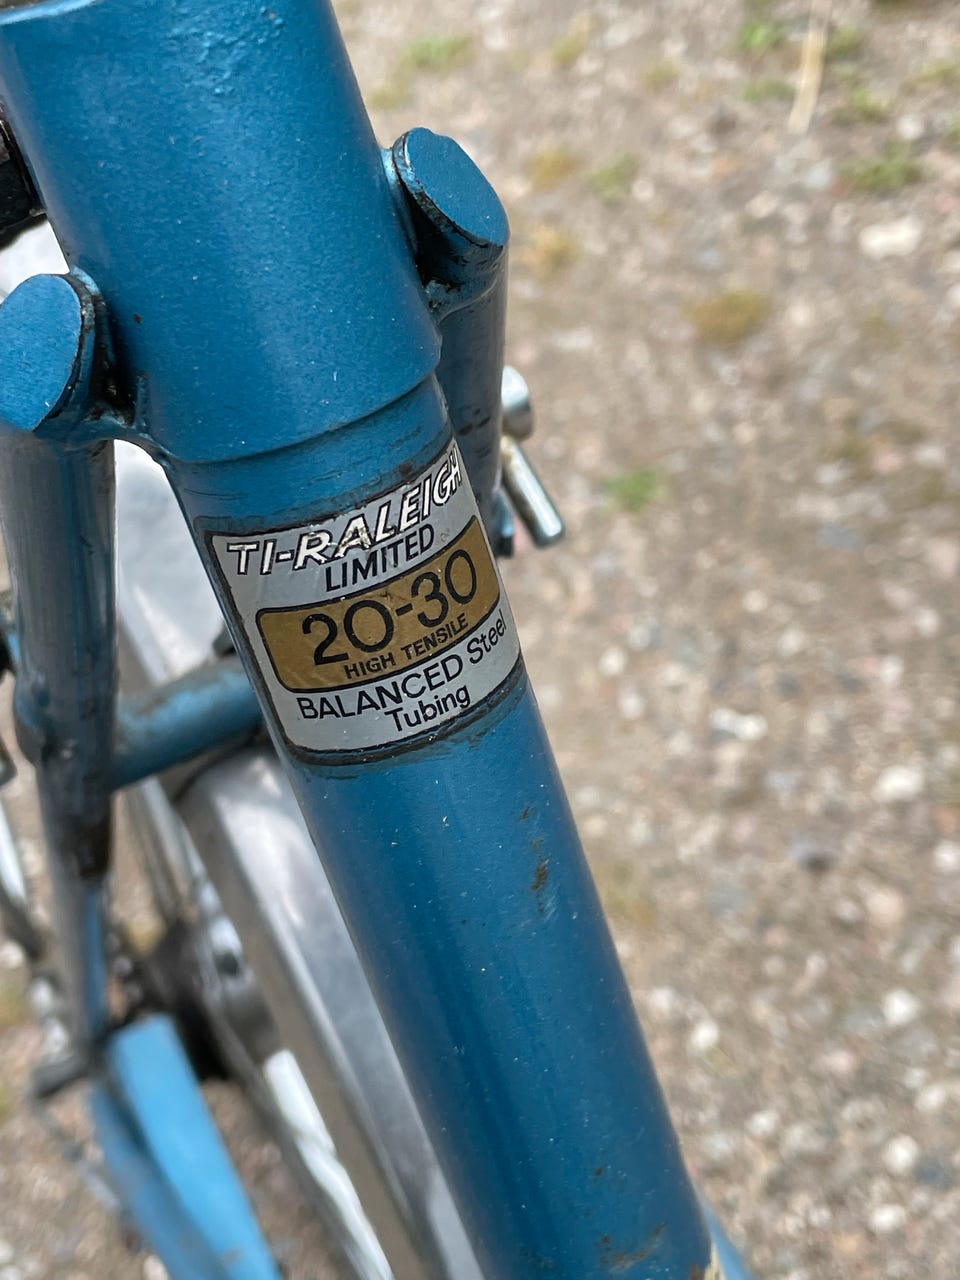 TI-RALEIGH
LIMITED
20-30
HIGH TENSILE
BALANCED Steel
Tubing